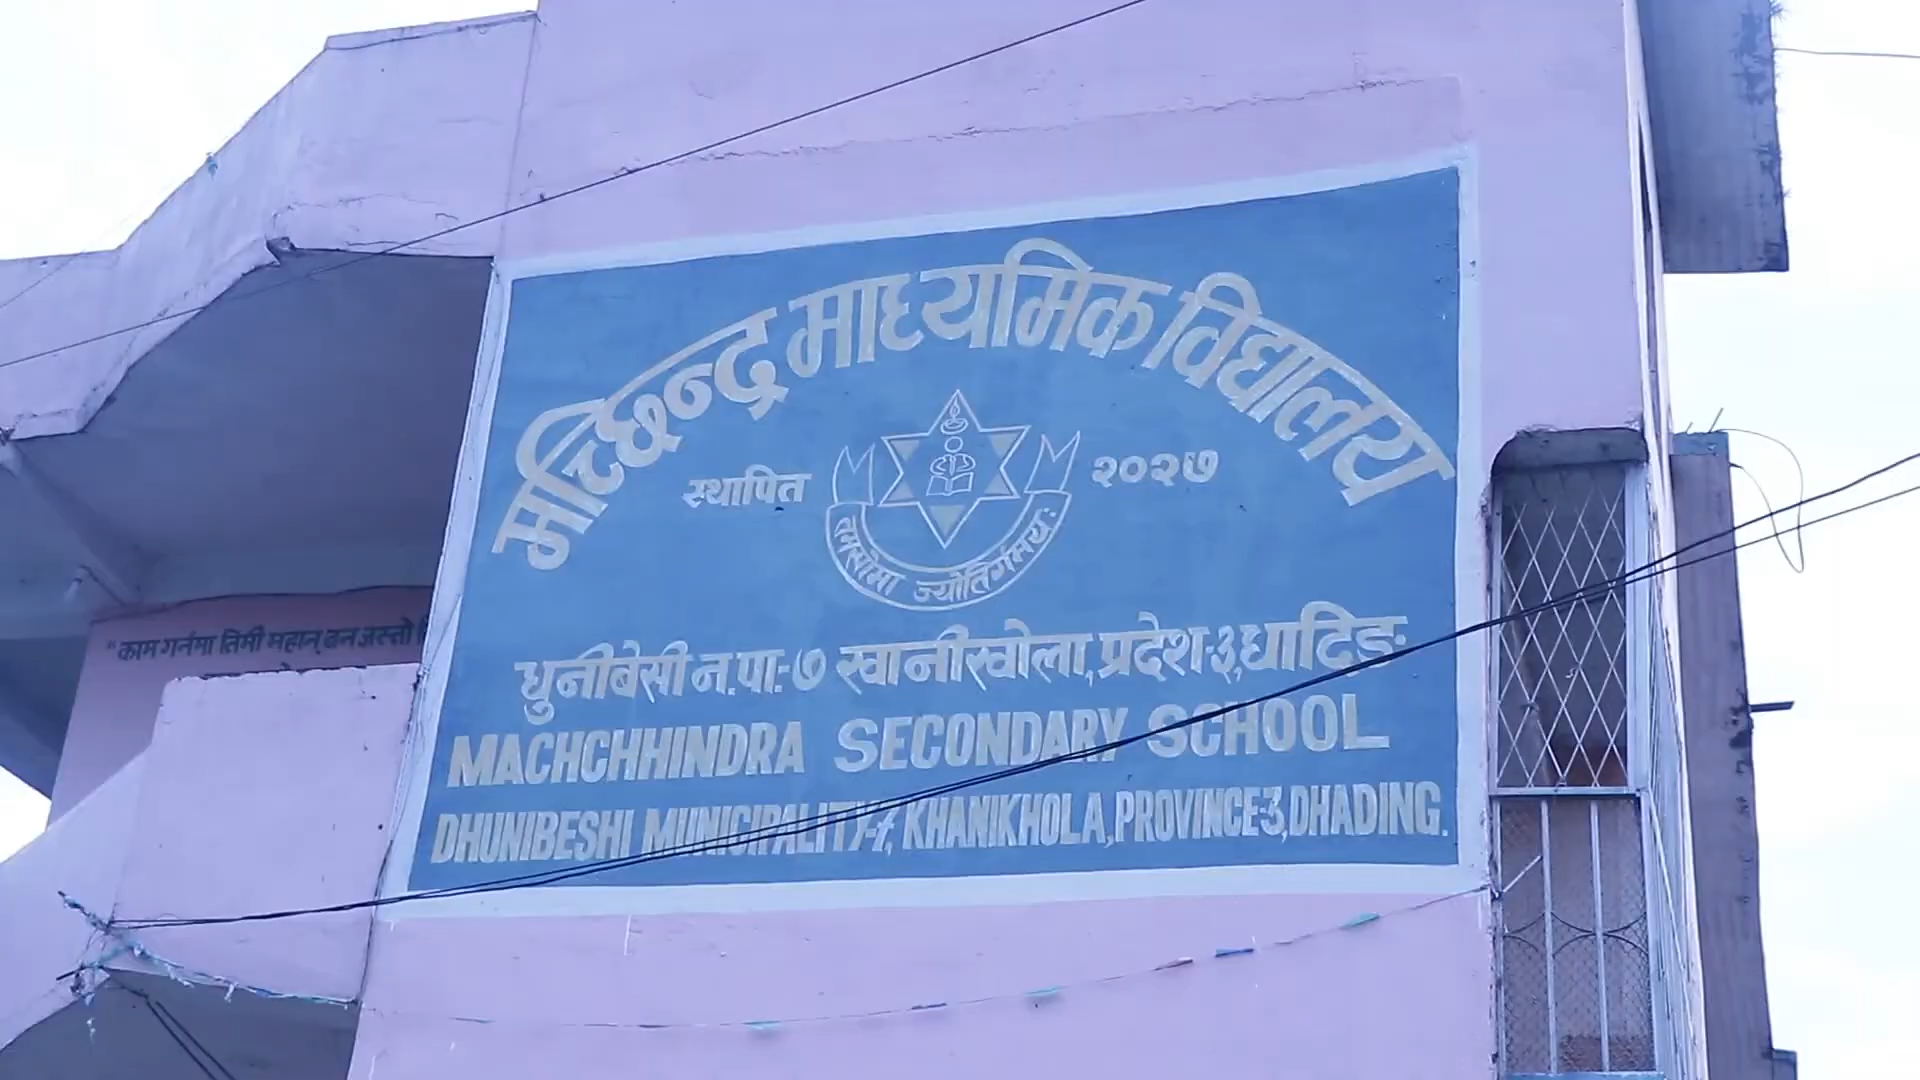 मच्छिन्द्र माध्यमिक विद्यालय
स्थापित २०२७
तमसोमा ज्योतिर्गमयः
धुनीबेसी न.पा.-७ खानीखोला, प्रदेश-३, धादिङ
MACHCHHINDRA SECONDARY SCHOOL
DHUNIBESHI MUNICIPALITY-7, KHANIKHOLA, PROVINCE-3, DHADING.
"काम गर्नमा तिमी महान् बन जस्तो